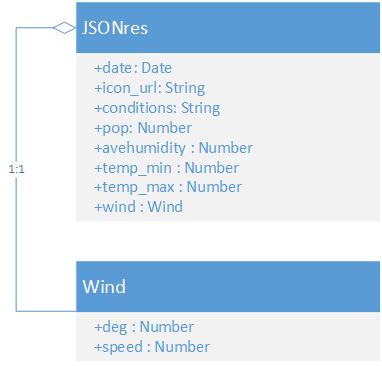 JSONres
+date: Date
+icon_url: String
+conditions: String
+pop: Number
+avehumidity : Number
+temp_min : Number
+temp_max : Number
+wind : Wind
1:1
Wind
+deg : Number
+speed : Number